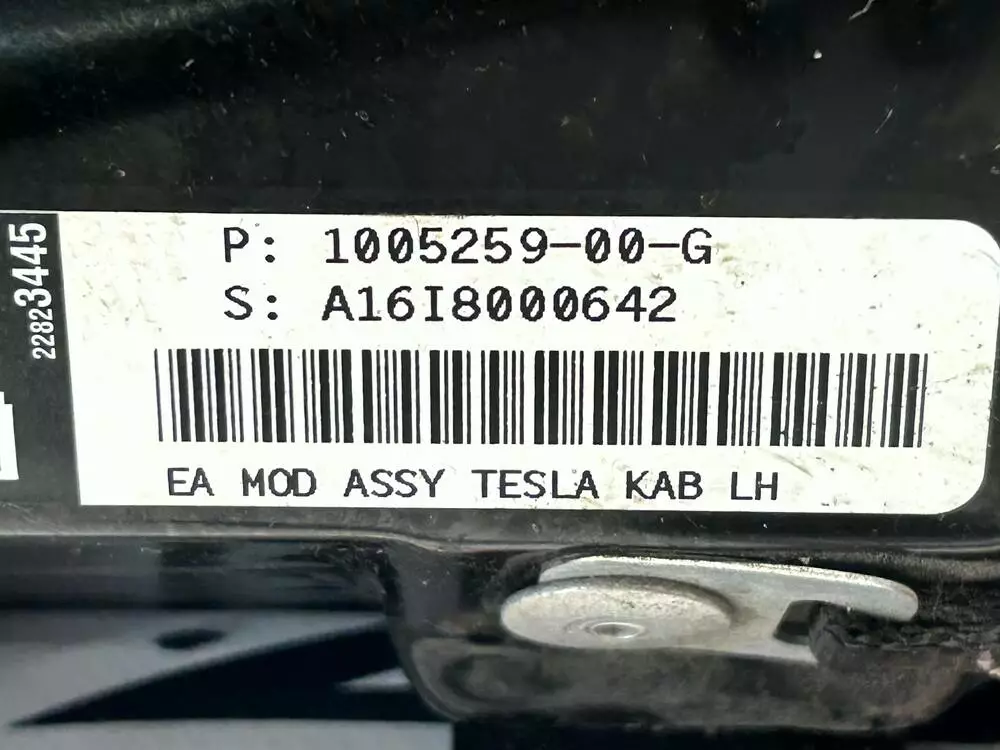 22823445
P: 1005259-00-G
S: A16I8000642
EA MOD ASSY TESLA KAB LH